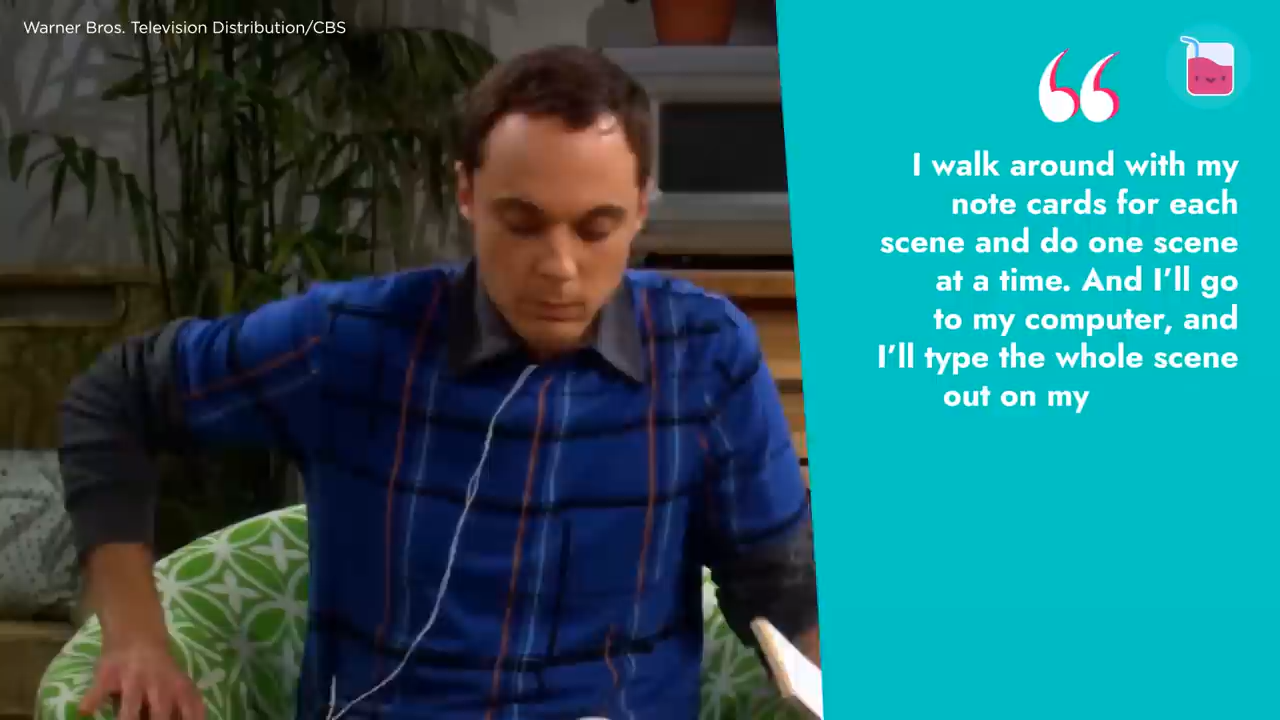 Warner Bros. Television Distribution/CBS
“
I walk around with my
note cards for each
scene and do one scene
at a time. And I’ll go
to my computer, and
I’ll type the whole scene
out on my